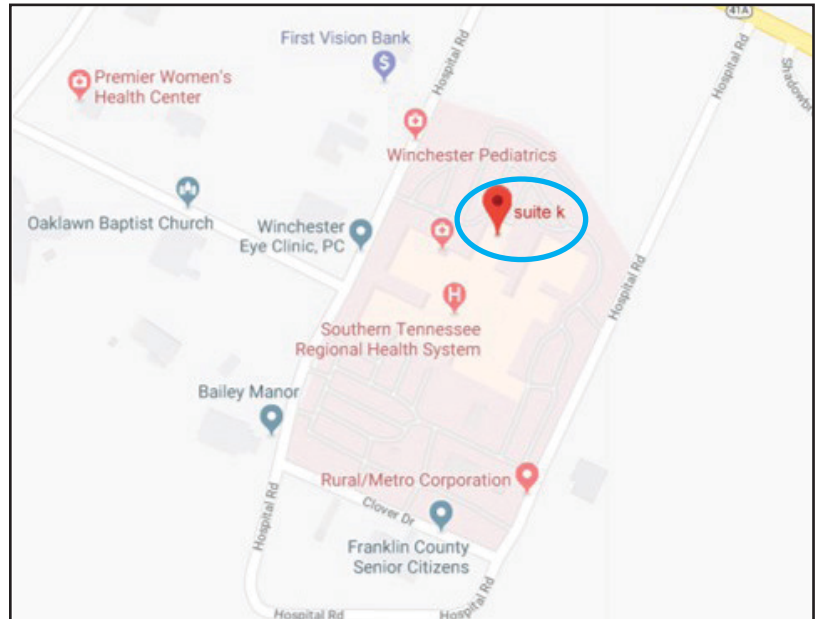 41A
First Vision Bank
Hospital Rd
Hospital Rd
Premier Women's
Health Center
Winchester Pediatrics
suite k
Oaklawn Baptist Church
Winchester
Eye Clinic, PC
Hospital Rd
Southern Tennessee
Regional Health System
Bailey Manor
Rural/Metro Corporation
Hospital Rd
Clover Dr
Franklin County
Senior Citizens
Hospital Rd
Hospital Rd